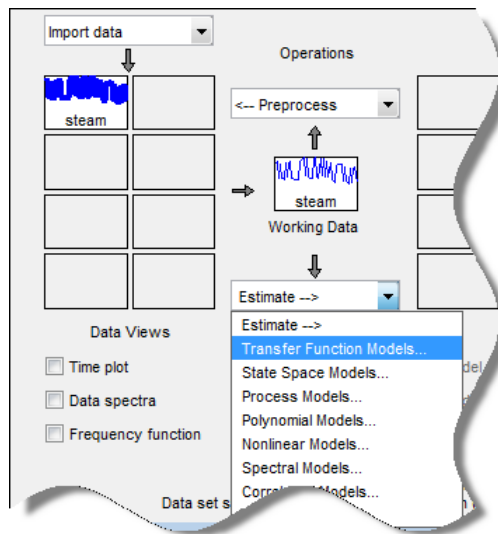 Import data
Operations
steam
<-- Preprocess
steam
Working Data
Estimate -->
Data Views
Time plot
Data spectra
Frequency function
Estimate -->
Transfer Function Models...
State Space Models...
Process Models...
Polynomial Models...
Nonlinear Models...
Spectral Models...
Models...
Data set